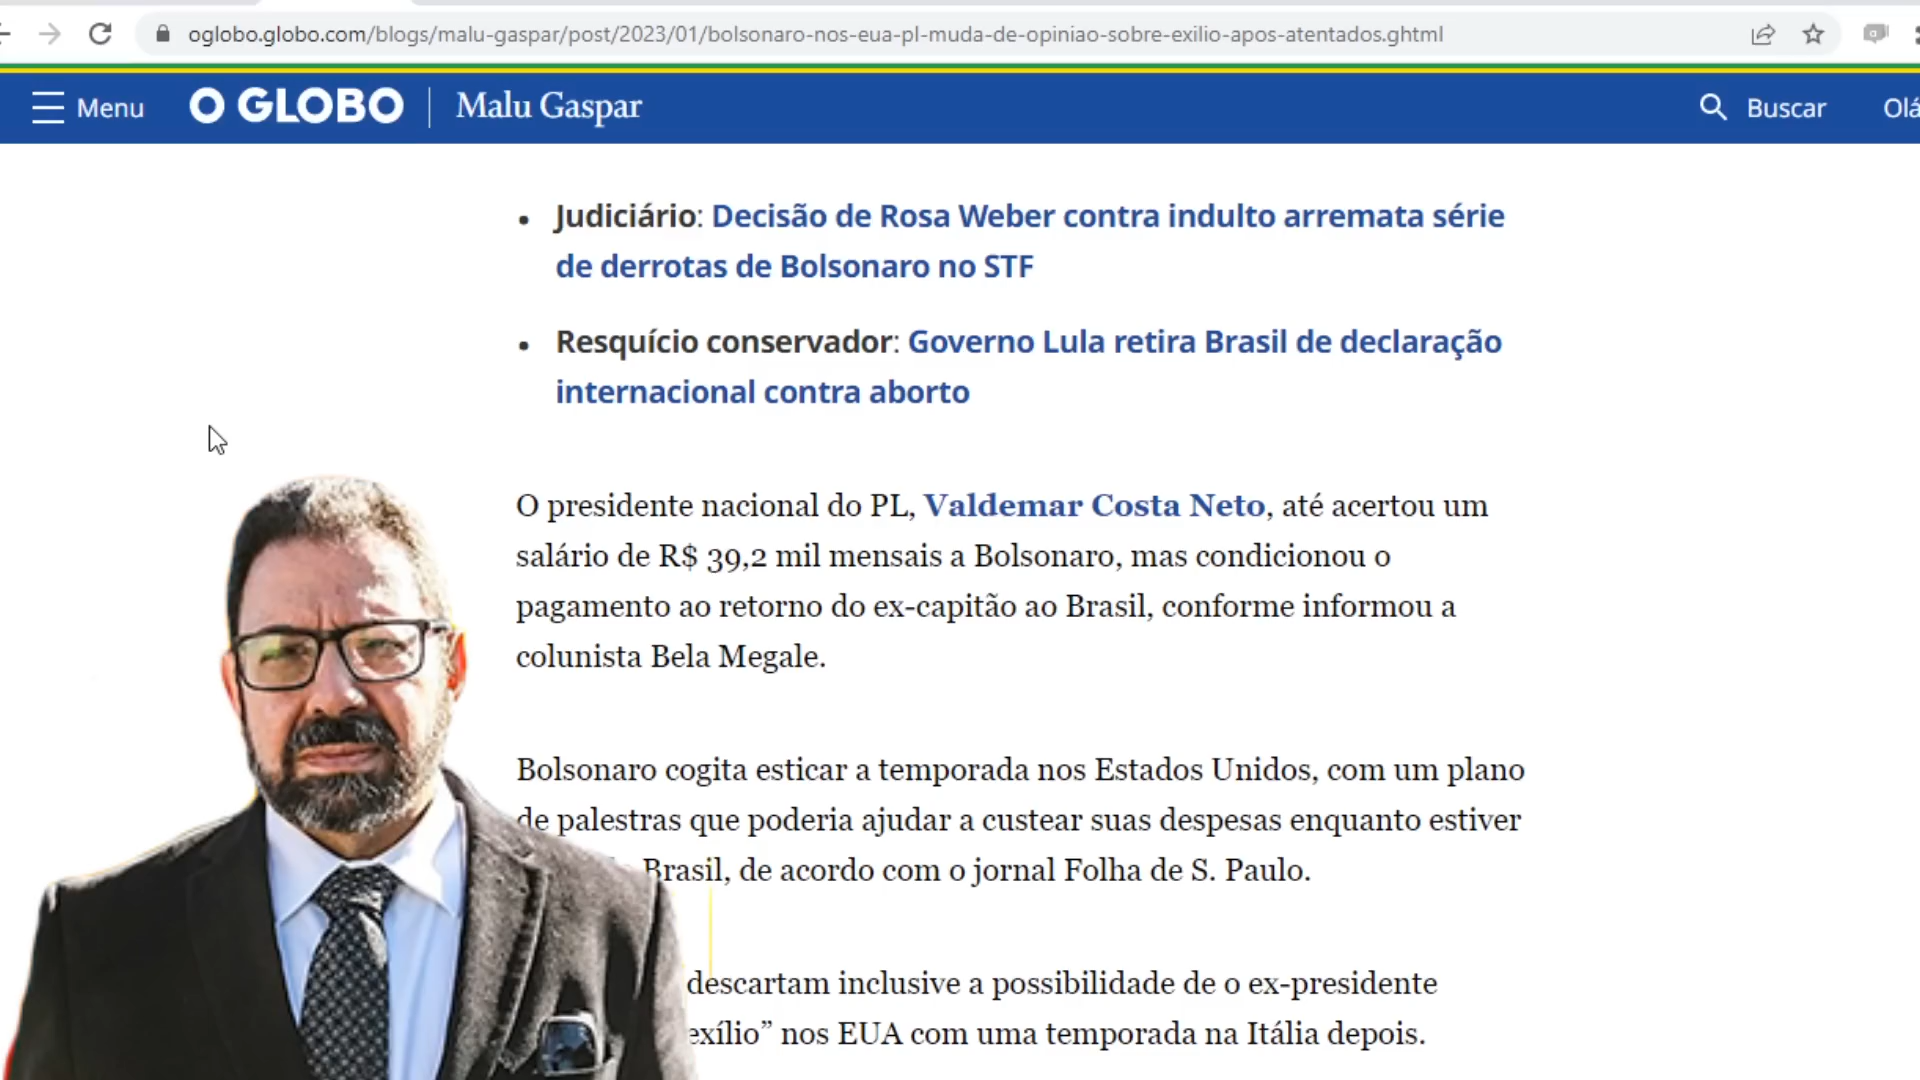 oglobo.globo.com/blogs/malu-gaspar/post/2023/01/bolsonaro-nos-eua-pl-muda-de-opiniao-sobre-exilio-apos-atentados.ghtml
Menu O GLOBO Malu Gaspar Buscar Olá
• Judiciário: Decisão de Rosa Weber contra indulto arremata série
de derrotas de Bolsonaro no STF
• Resquício conservador: Governo Lula retira Brasil de declaração
internacional contra aborto
O presidente nacional do PL, Valdemar Costa Neto, até acertou um
salário de R$ 39,2 mil mensais a Bolsonaro, mas condicionou o
pagamento ao retorno do ex-capitão ao Brasil, conforme informou a
colunista Bela Megale.
Bolsonaro cogita esticar a temporada nos Estados Unidos, com um plano
de palestras que poderia ajudar a custear suas despesas enquanto estiver
Brasil, de acordo com o jornal Folha de S. Paulo.
descartam inclusive a possibilidade de o ex-presidente
exílio” nos EUA com uma temporada na Itália depois.